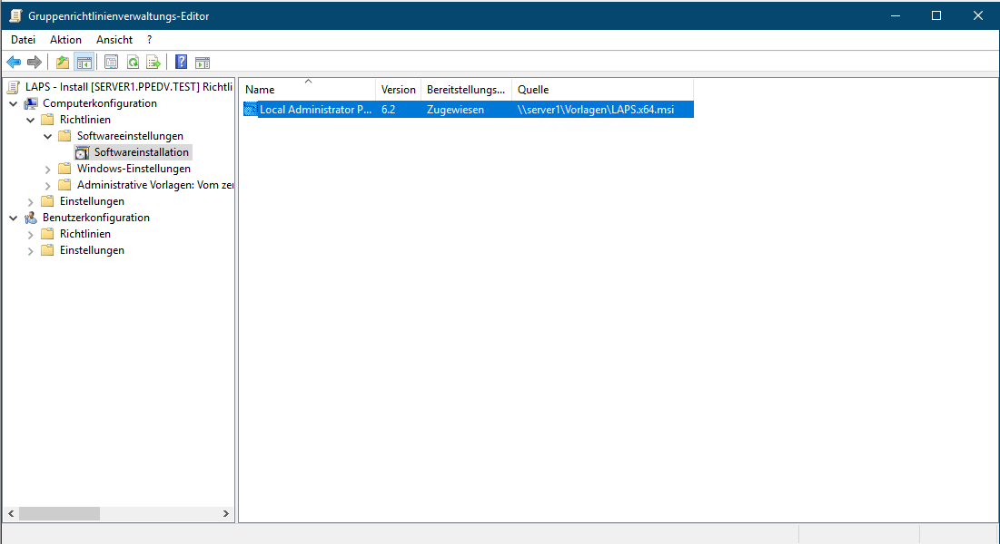 Gruppenrichtlinienverwaltungs-Editor
Datei Aktion Ansicht ?
LAPS - Install [SERVER1.PPEDV.TEST] Richtli
Computerkonfiguration
Richtlinien
Softwareeinstellungen
Softwareinstallation
Windows-Einstellungen
Administrative Vorlagen: Vom ze
Einstellungen
Benutzerkonfiguration
Richtlinien
Einstellungen
Name Version Bereitstellungs... Quelle
Local Administrator P... 6.2 Zugewiesen \\server1\Vorlagen\LAPS.x64.msi